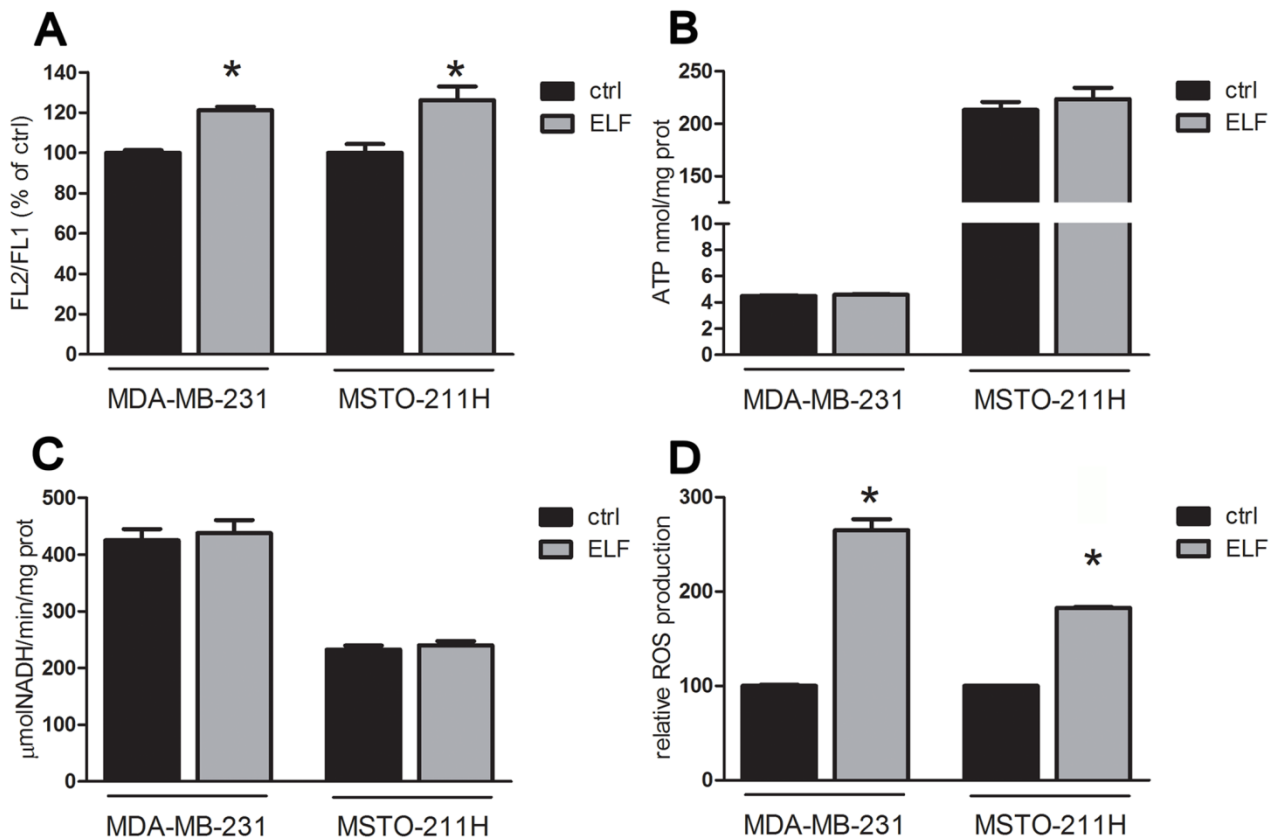 A
FL2/FL1 (% of ctrl)
140
120
100
80
60
40
20
0
*
*
ctrl
ELF
MDA-MB-231
MSTO-211H
B
ATP nmol/mg prot
250
200
150
10
8
6
4
2
0
ctrl
ELF
MDA-MB-231
MSTO-211H
C
µmolNADH/min/mg prot
500
400
300
200
100
0
ctrl
ELF
MDA-MB-231
MSTO-211H
D
relative ROS production
300
200
100
0
*
*
ctrl
ELF
MDA-MB-231
MSTO-211H